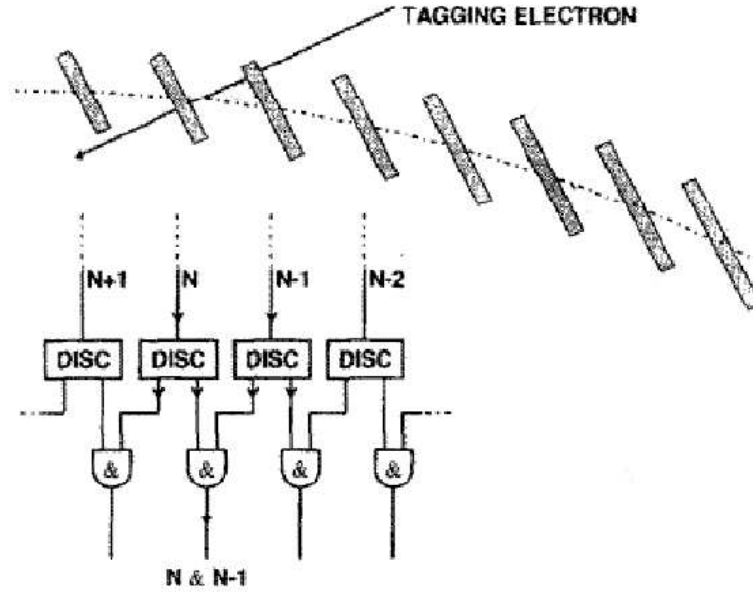 TAGGING ELECTRON
N+1 N N-1 N-2
DISC DISC DISC DISC
& & & &
N & N-1